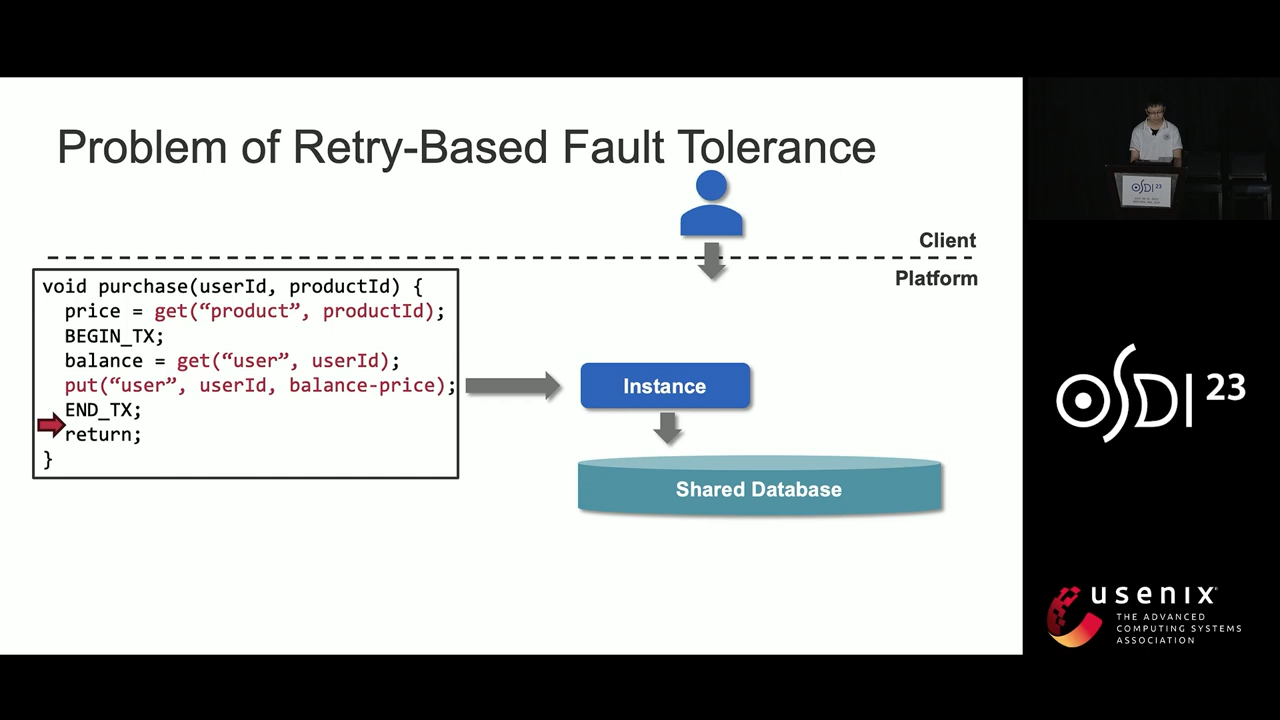 Problem of Retry-Based Fault Tolerance
Client
Platform
void purchase(userId, productId) {
price = get(“product”, productId);
BEGIN_TX;
balance = get(“user”, userId);
put(“user”, userId, balance-price);
END_TX;
return;
}
Instance
Shared Database
OSDI 23
OSDI 23
usenix
THE ADVANCED
COMPUTING SYSTEMS
ASSOCIATION